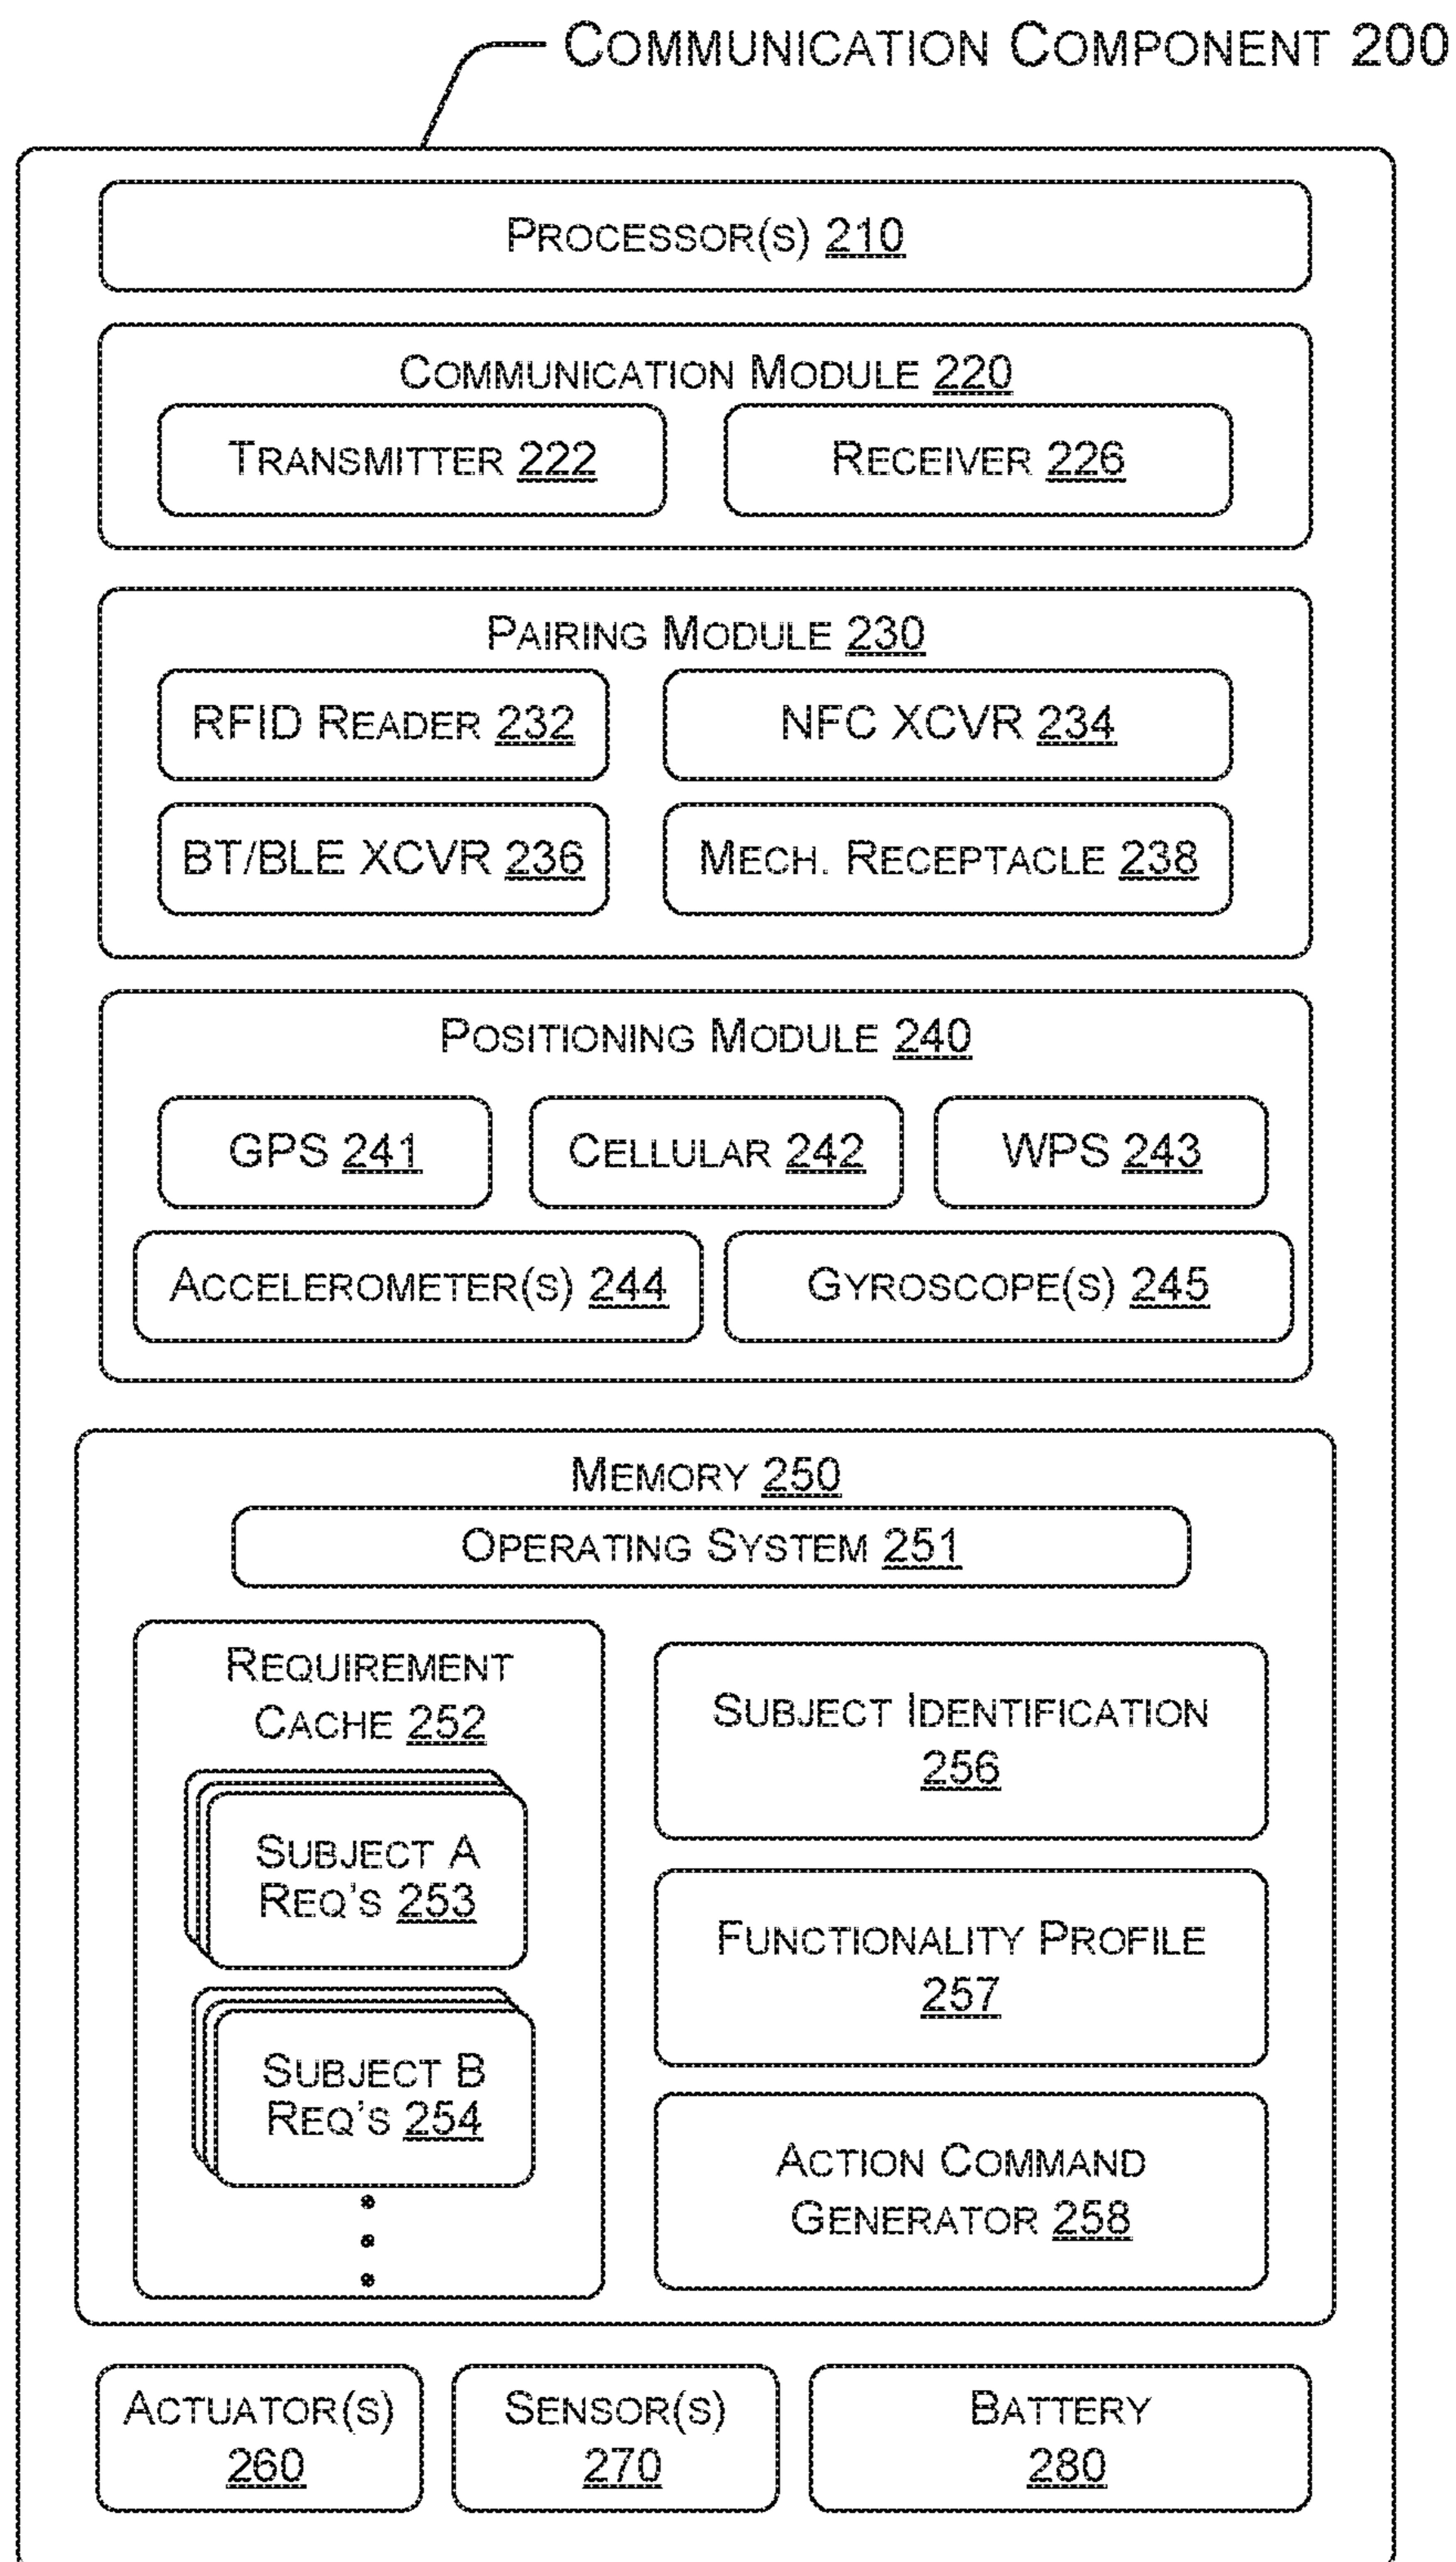 COMMUNICATION COMPONENT 200
PROCESSOR(S) 210
COMMUNICATION MODULE 220
TRANSMITTER 222
RECEIVER 226
PAIRING MODULE 230
RFID READER 232
NFC XCVR 234
BT/BLE XCVR 236
MECH. RECEPTACLE 238
POSITIONING MODULE 240
GPS 241
CELLULAR 242
WPS 243
ACCELEROMETER(S) 244
GYROSCOPE(S) 245
MEMORY 250
OPERATING SYSTEM 251
REQUIREMENT
CACHE 252
SUBJECT A
REQ'S 253
SUBJECT B
REQ'S 254
SUBJECT IDENTIFICATION
256
FUNCTIONALITY PROFILE
257
ACTION COMMAND
GENERATOR 258
ACTUATOR(S)
260
SENSOR(S)
270
BATTERY
280